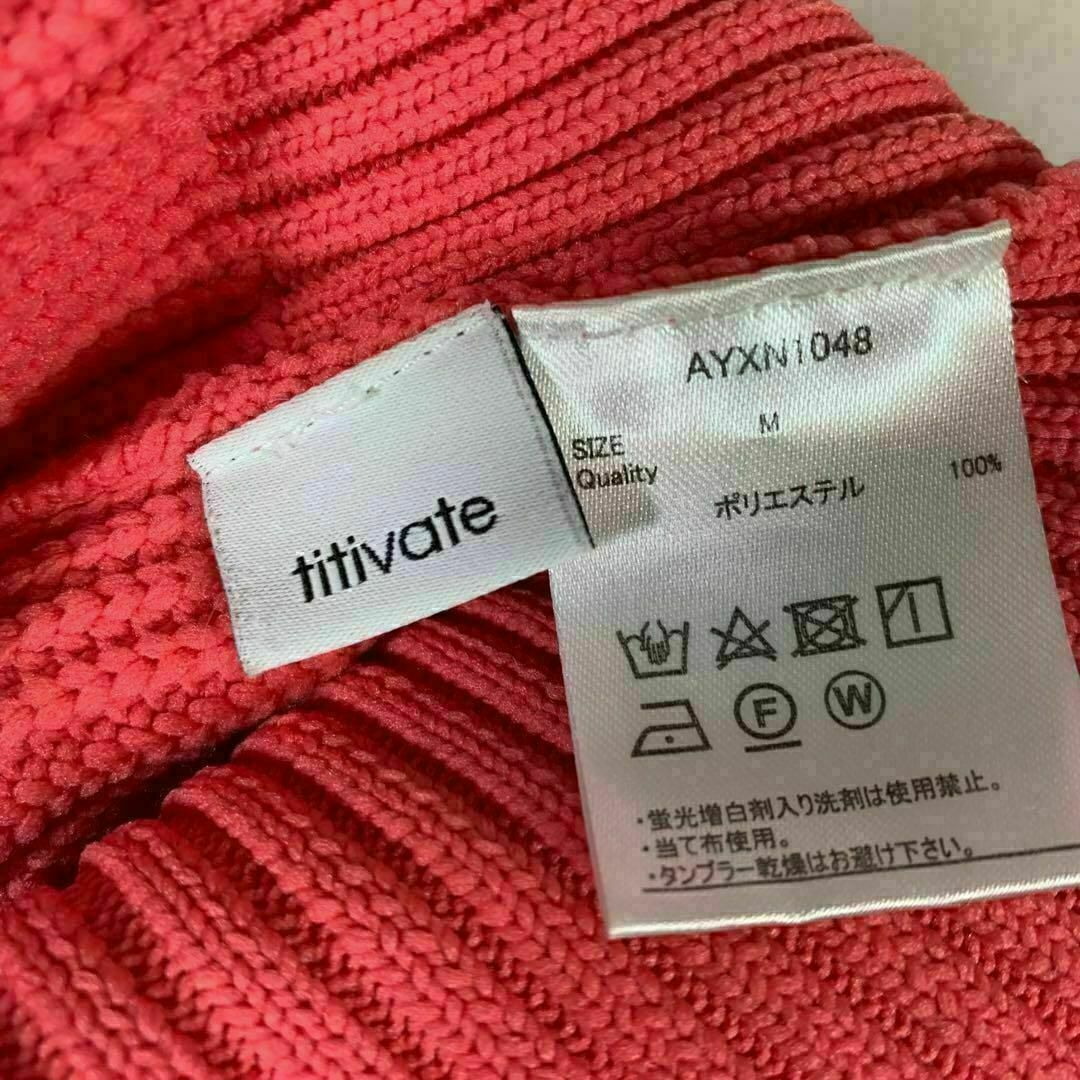 titivate
AYXN1048
SIZE M
Quality ポリエステル 100%
F W
・蛍光増白剤入り洗剤は使用禁止。
・当て布使用。
・タンブラー乾燥はお避け下さい。